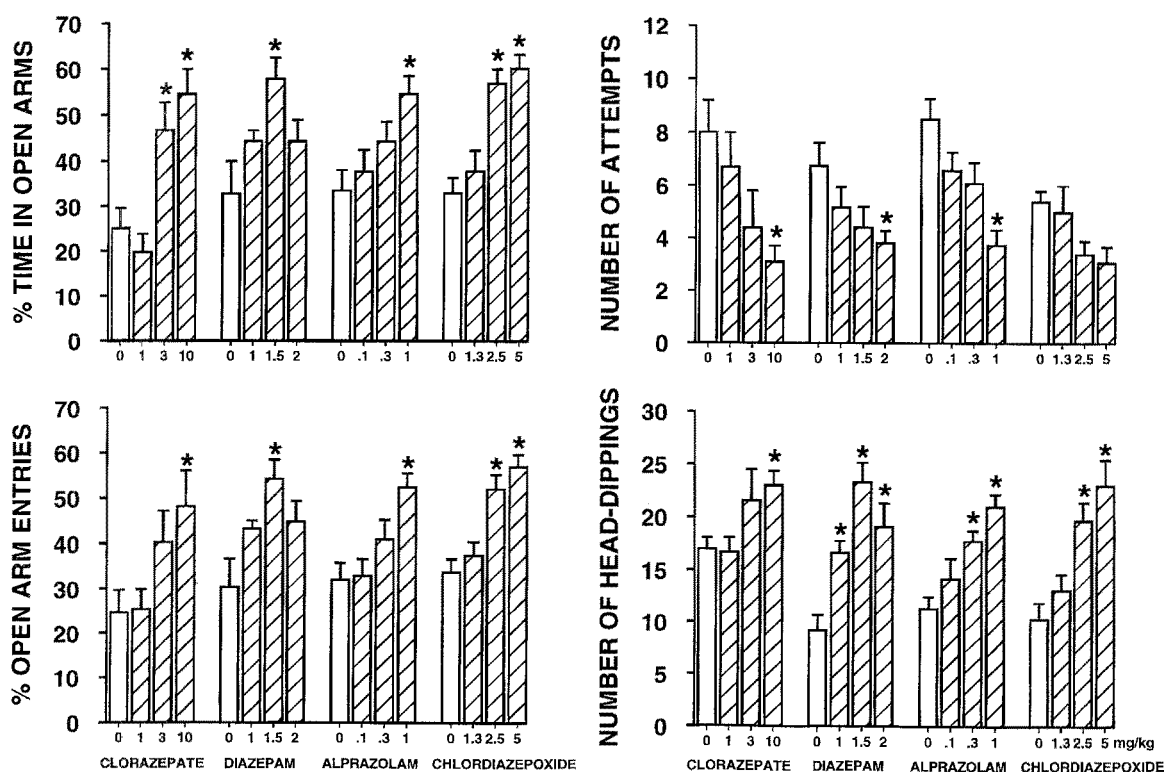 % TIME IN OPEN ARMS
70
60
50
40
30
20
10
0
* * * * * *
0 1 3 10 0 1 1.5 2 0 .1 .3 1 0 1.3 2.5 5
NUMBER OF ATTEMPTS
12
10
8
6
4
2
0
* * *
0 1 3 10 0 1 1.5 2 0 .1 .3 1 0 1.3 2.5 5
% OPEN ARM ENTRIES
70
60
50
40
30
20
10
0
* * * * *
0 1 3 10 0 1 1.5 2 0 .1 .3 1 0 1.3 2.5 5
CLORAZEPATE DIAZEPAM ALPRAZOLAM CHLORDIAZEPOXIDE
NUMBER OF HEAD-DIPPINGS
30
25
20
15
10
5
0
* * * * * * * *
0 1 3 10 0 1 1.5 2 0 .1 .3 1 0 1.3 2.5 5 mg/kg
CLORAZEPATE DIAZEPAM ALPRAZOLAM CHLORDIAZEPOXIDE